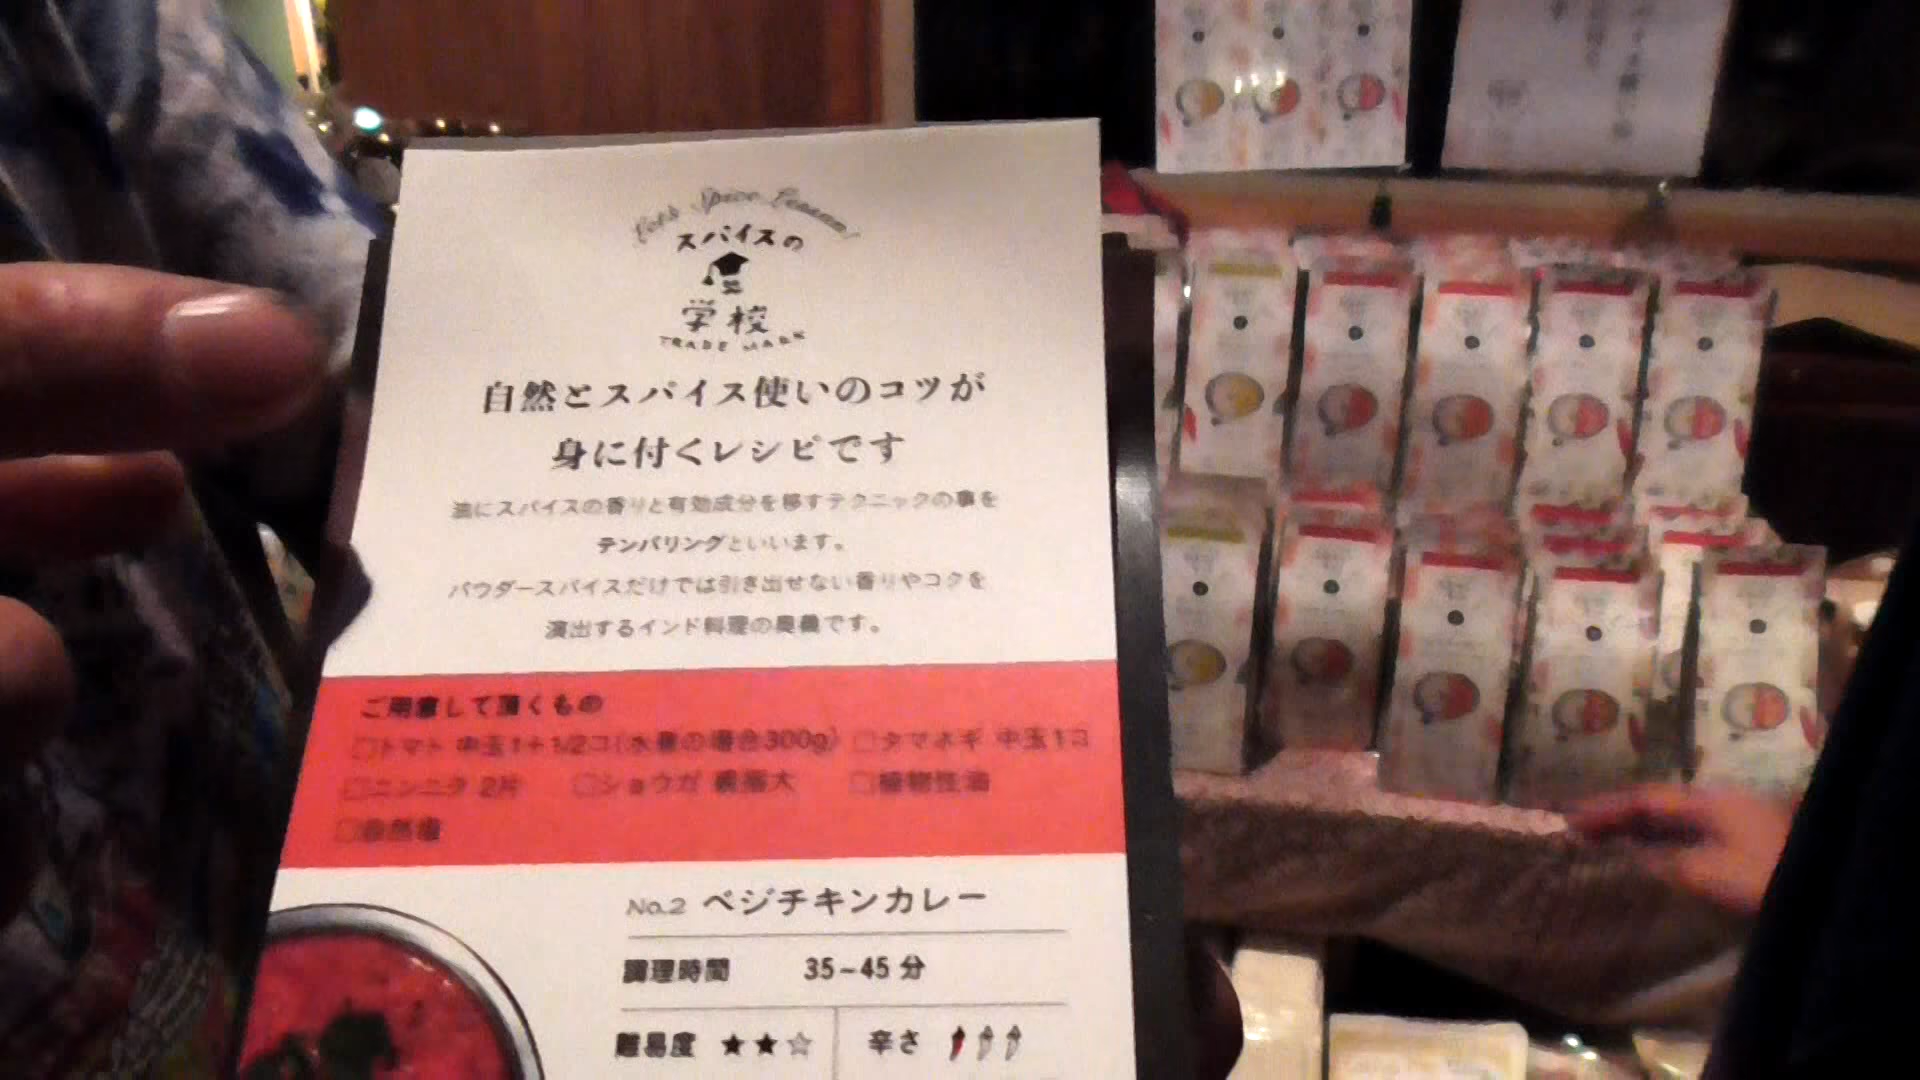 スパイスの
学校
TRADE MARK
自然とスパイス使いのコツが
身に付くレシピです
油にスパイスの香りと有効成分を移すテクニックの事を
テンパリングといいます。
パウダースパイスだけでは引き出せない香りやコクを
演出するインド料理の奥義です。
ご用意して頂くもの
□トマト 中玉1+1/2コ(水煮の場合300g) □タマネギ 中玉1コ
□ニンニク 2片 □ショウガ 親指大 □植物性油
□自然塩
No.2 ベジチキンカレー
調理時間 35~45 分
難易度 ★★☆ 辛さ